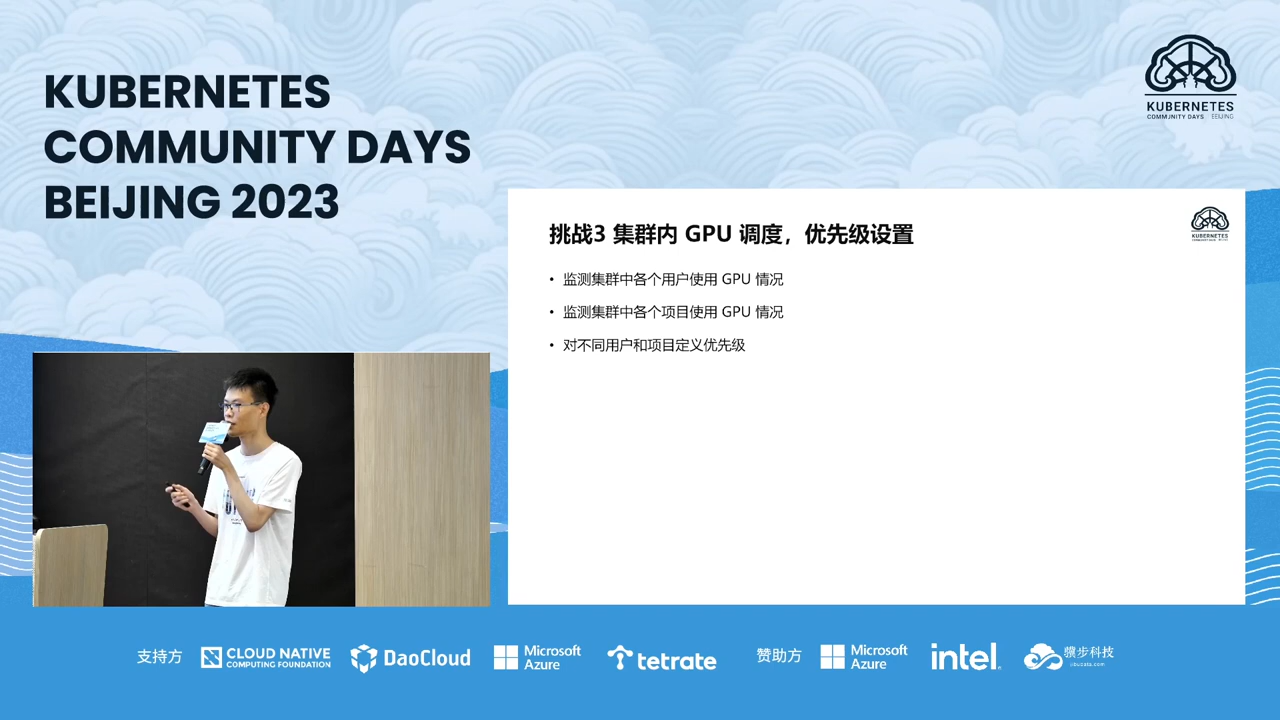 KUBERNETES
COMMUNITY DAYS
BEIJING 2023
KUBERNETES
COMMUNITY DAYS BEIJING
挑战3 集群内 GPU 调度，优先级设置
KUBERNETES
• 监测集群中各个用户使用 GPU 情况
• 监测集群中各个项目使用 GPU 情况
• 对不同用户和项目定义优先级
支持方
CLOUD NATIVE
COMPUTING FOUNDATION
DaoCloud
Microsoft
Azure
tetrate
赞助方
Microsoft
Azure
intel
骥步科技